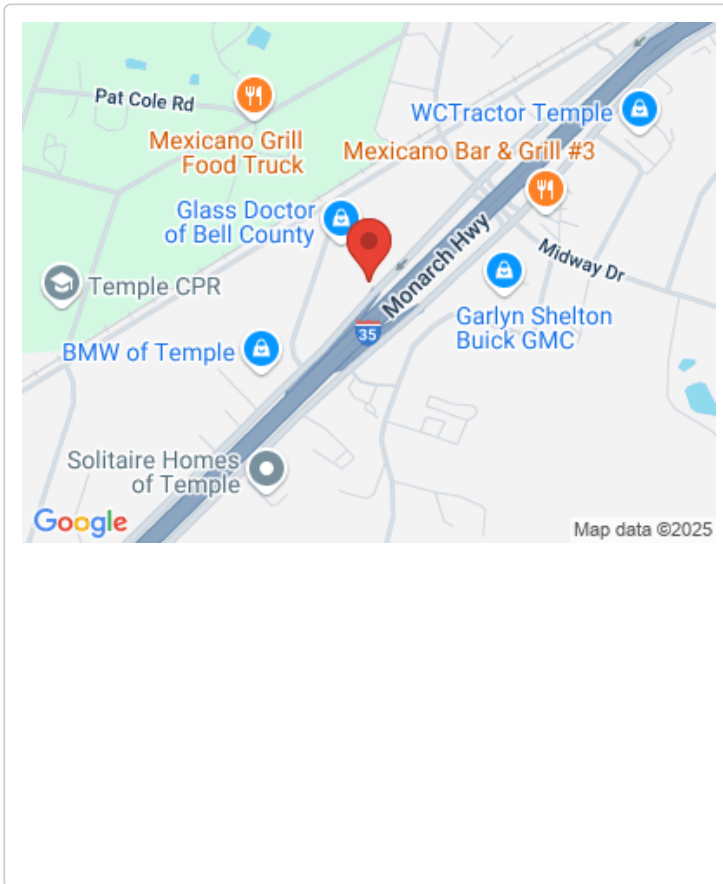 Pat Cole Rd
WCTractor Temple
Mexicano Grill
Food Truck
Mexicano Bar & Grill #3
Glass Doctor
of Bell County
Monarch Hwy
Midway Dr
Temple CPR
Garlyn Shelton
Buick GMC
35
BMW of Temple
Solitaire Homes
of Temple
Google
Map data ©2025